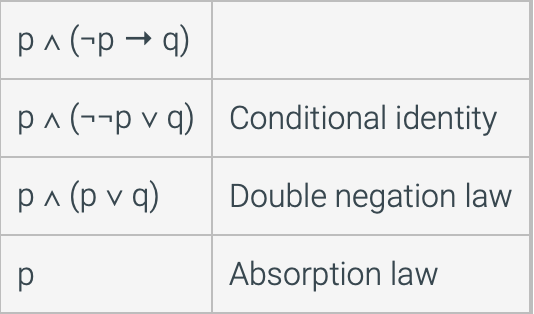 p ∧ (¬p → q)
p ∧ (¬¬p ∨ q) Conditional identity
p ∧ (p ∨ q) Double negation law
p Absorption law